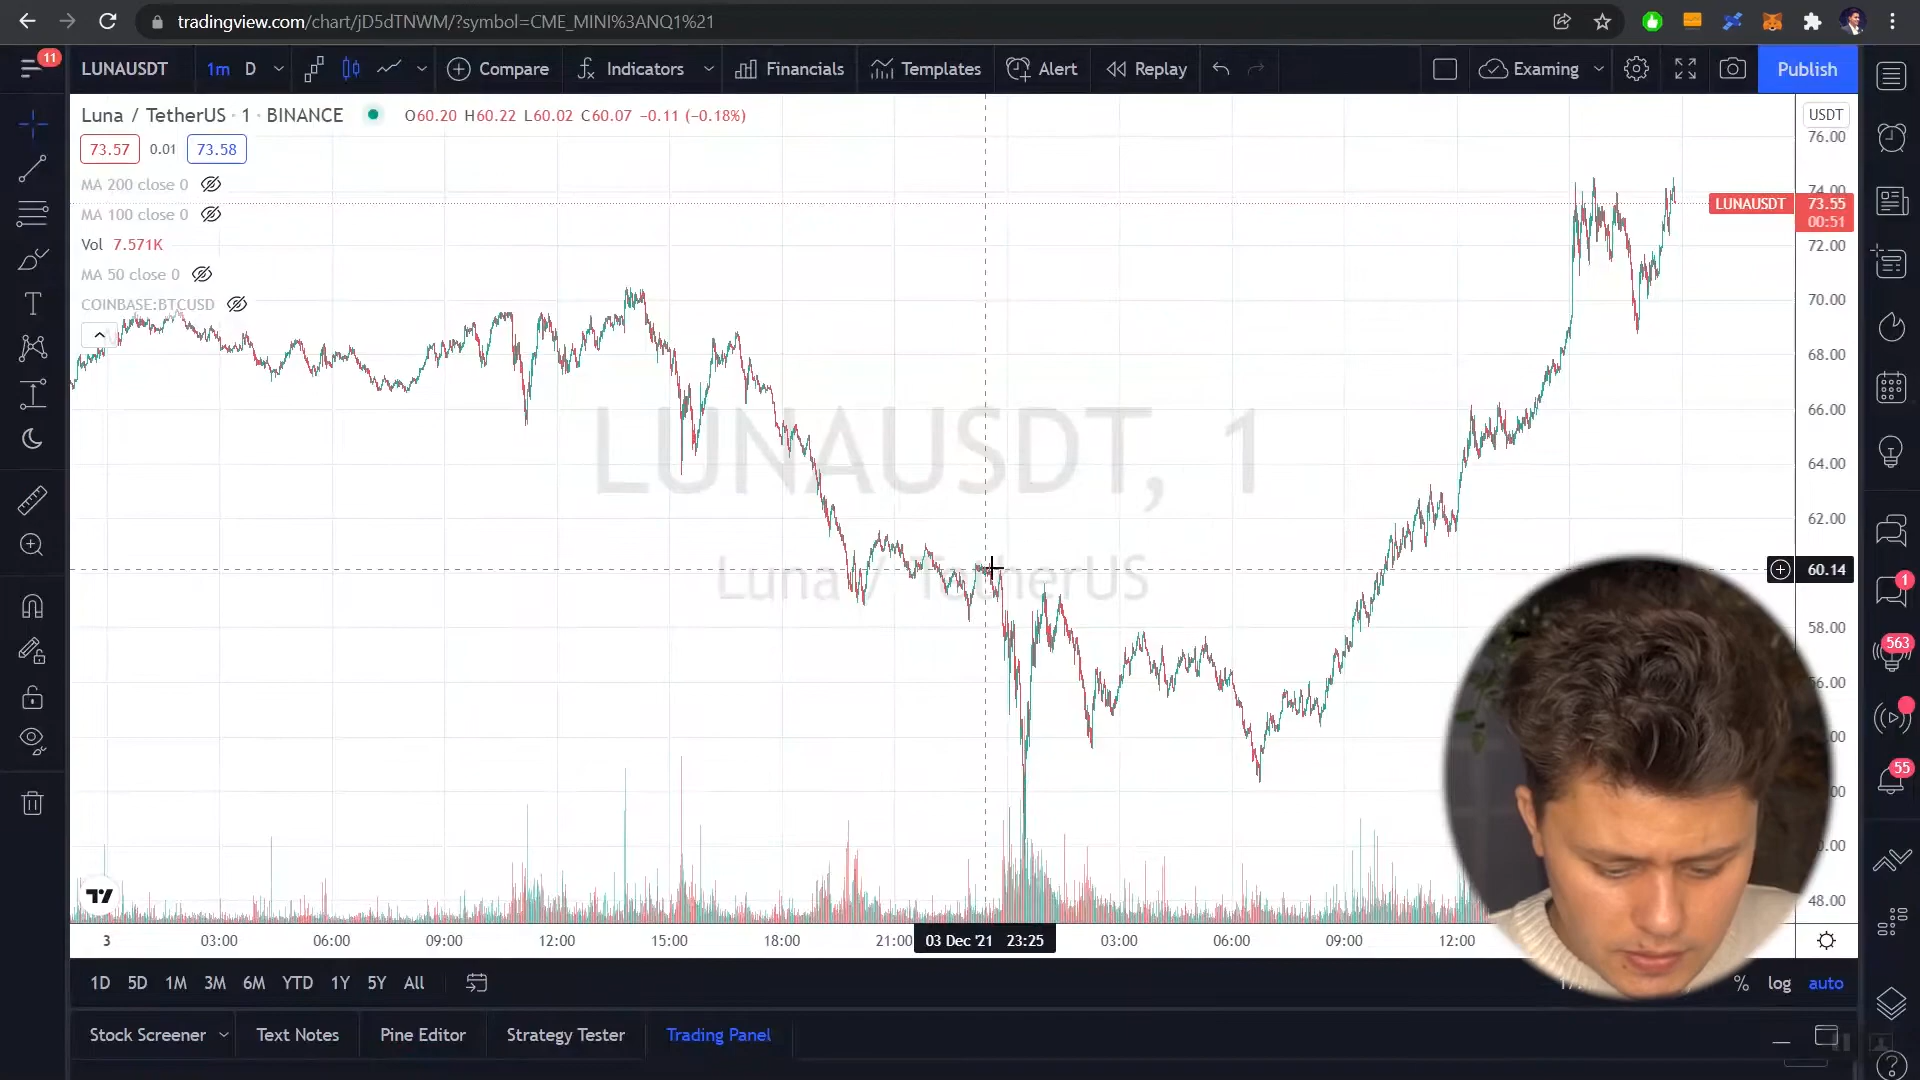 tradingview.com/chart/jD5dTNWM/?symbol=CME_MINI%3ANQ1%21
11
LUNAUSDT 1m D Compare Indicators Financials Templates Alert Replay Examing Publish
Luna / TetherUS · 1 · BINANCE O60.20 H60.22 L60.02 C60.07 −0.11 (−0.18%) USDT
76.00
73.57 0.01 73.58
MA 200 close 0
74.00
LUNAUSDT 73.55
00:51
MA 100 close 0
Vol 7.571K
72.00
MA 50 close 0
COINBASE:BTCUSD
70.00
68.00
66.00
LUNAUSDT, 1
64.00
62.00
Luna / TetherUS
60.14
58.00
1
563
56.00
55
48.00
3 03:00 06:00 09:00 12:00 15:00 18:00 21:00 03 Dec '21 23:25 03:00 06:00 09:00 12:00
1D 5D 1M 3M 6M YTD 1Y 5Y All % log auto
Stock Screener Text Notes Pine Editor Strategy Tester Trading Panel